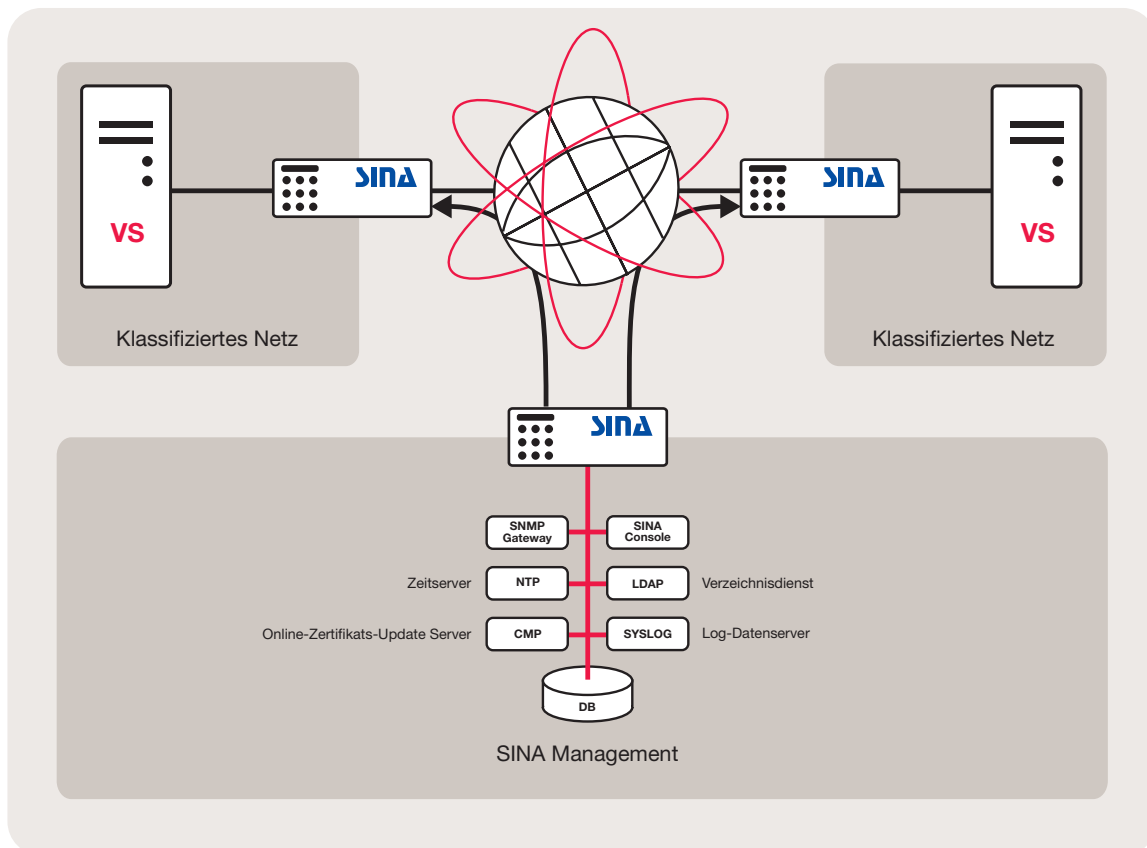 SINA
SINA
VS
VS
Klassifiziertes Netz
Klassifiziertes Netz
SINA
SNMP
Gateway
SINA
Console
Zeitserver
NTP
LDAP
Verzeichnisdienst
Online-Zertifikats-Update Server
CMP
SYSLOG
Log-Datenserver
DB
SINA Management